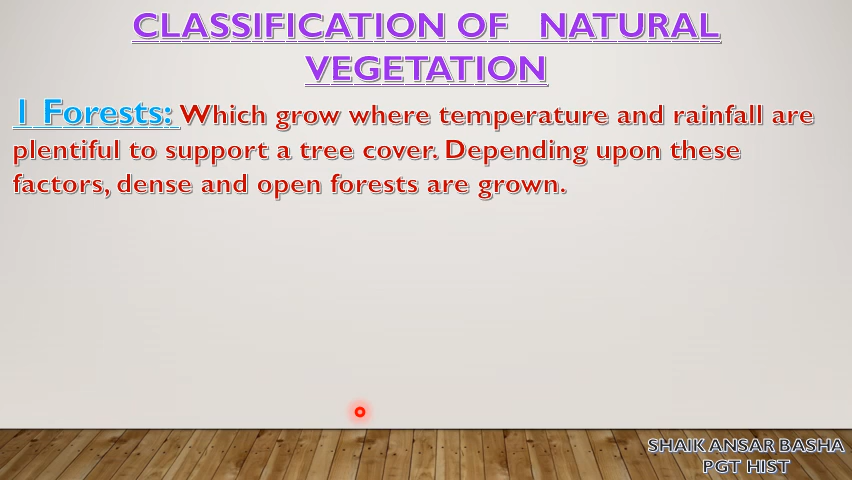 CLASSIFICATION OF NATURAL
VEGETATION
1 Forests: Which grow where temperature and rainfall are
plentiful to support a tree cover. Depending upon these
factors, dense and open forests are grown.
SHAIK ANSAR BASHA
PGT HIST